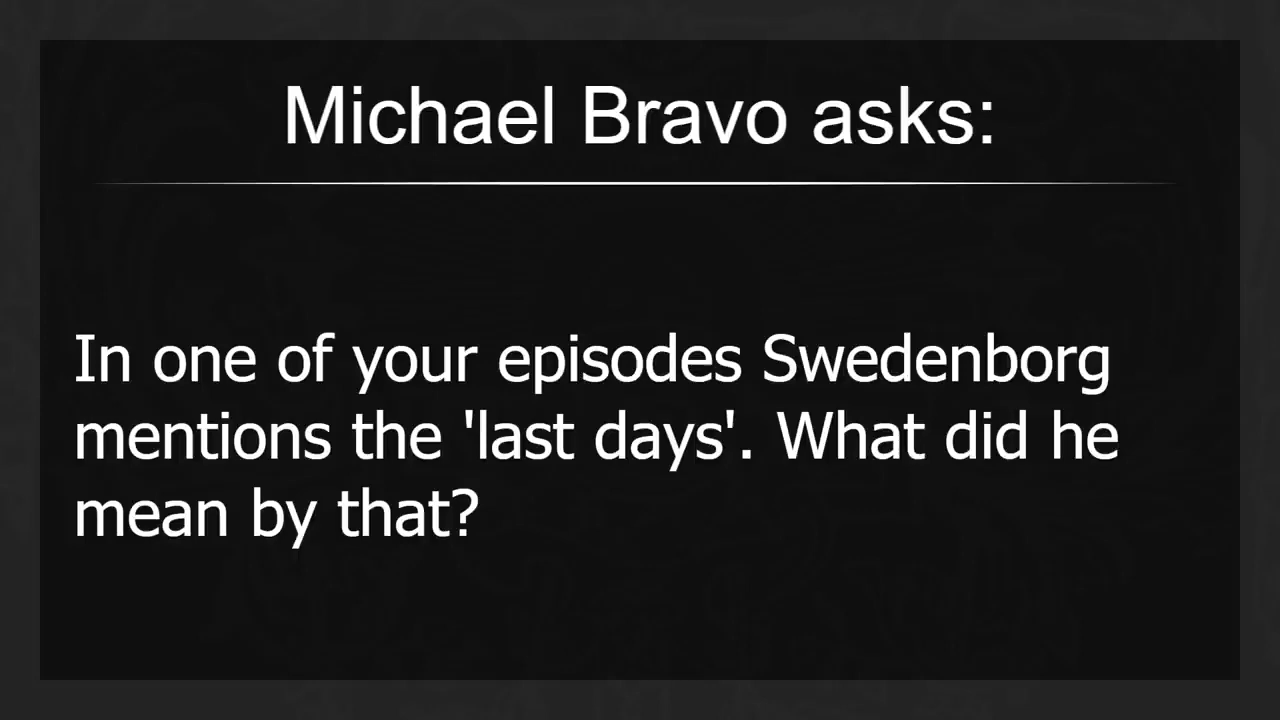 Michael Bravo asks:
In one of your episodes Swedenborg
mentions the 'last days'. What did he
mean by that?